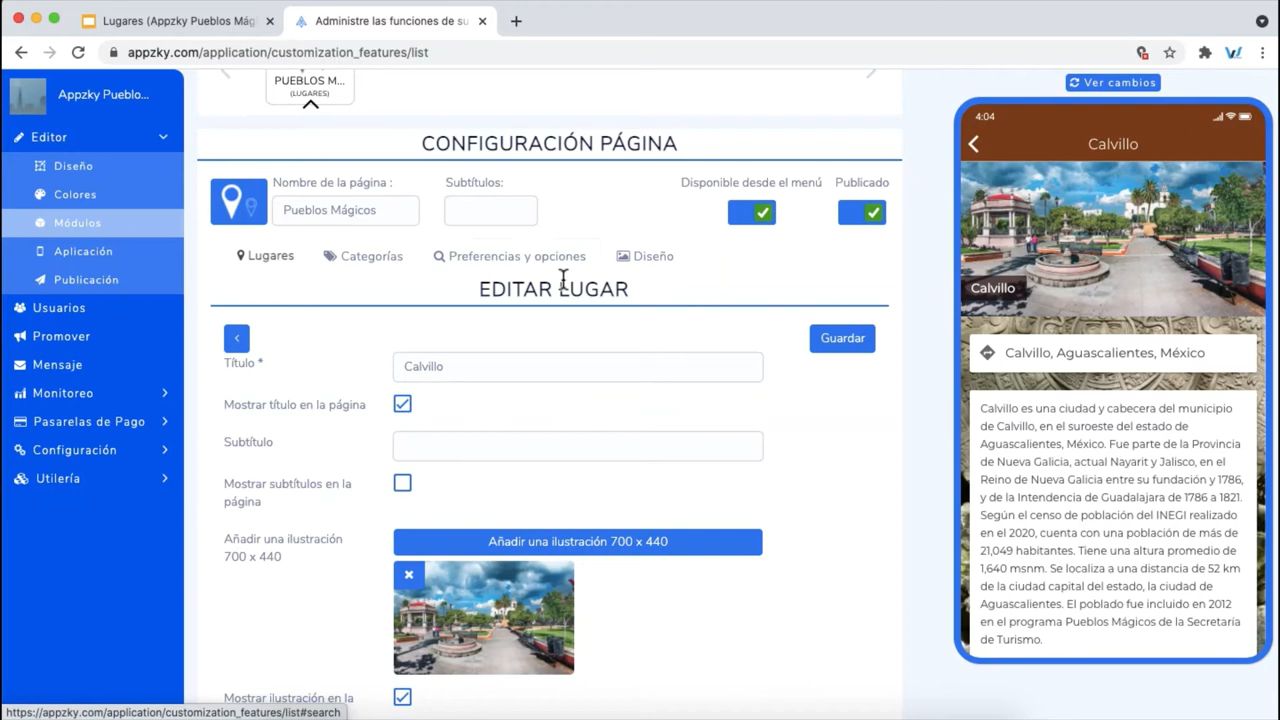 Lugares (Appzky Pueblos Mág
Administre las funciones de su
appzky.com/application/customization_features/list
Appzky Pueblo...
Editor
Diseño
Colores
Módulos
Aplicación
Publicación
Usuarios
Promover
Mensaje
Monitoreo
Pasarelas de Pago
Configuración
Utilería
PUEBLOS M...
(LUGARES)
CONFIGURACIÓN PÁGINA
Nombre de la página :
Subtítulos:
Disponible desde el menú
Publicado
Pueblos Mágicos
Lugares
Categorías
Preferencias y opciones
Diseño
EDITAR LUGAR
Guardar
Título *
Calvillo
Mostrar título en la página
Subtítulo
Mostrar subtítulos en la
página
Añadir una ilustración
700 x 440
Añadir una ilustración 700 x 440
Mostrar ilustración en la
Ver cambios
4:04
Calvillo
Calvillo
Calvillo, Aguascalientes, México
Calvillo es una ciudad y cabecera del municipio
de Calvillo, en el suroeste del estado de
Aguascalientes, México. Fue parte de la Provincia
de Nueva Galicia, actual Nayarit y Jalisco, en el
Reino de Nueva Galicia entre su fundación y 1786,
y de la Intendencia de Guadalajara de 1786 a 1821.
Según el censo de población del INEGI realizado
en el 2020, cuenta con una población de más de
21,049 habitantes. Tiene una altura promedio de
1,640 msnm. Se localiza a una distancia de 52 km
de la ciudad capital del estado, la ciudad de
Aguascalientes. El poblado fue incluido en 2012
en el programa Pueblos Mágicos de la Secretaría
de Turismo.
https://appzky.com/application/customization_features/list#search